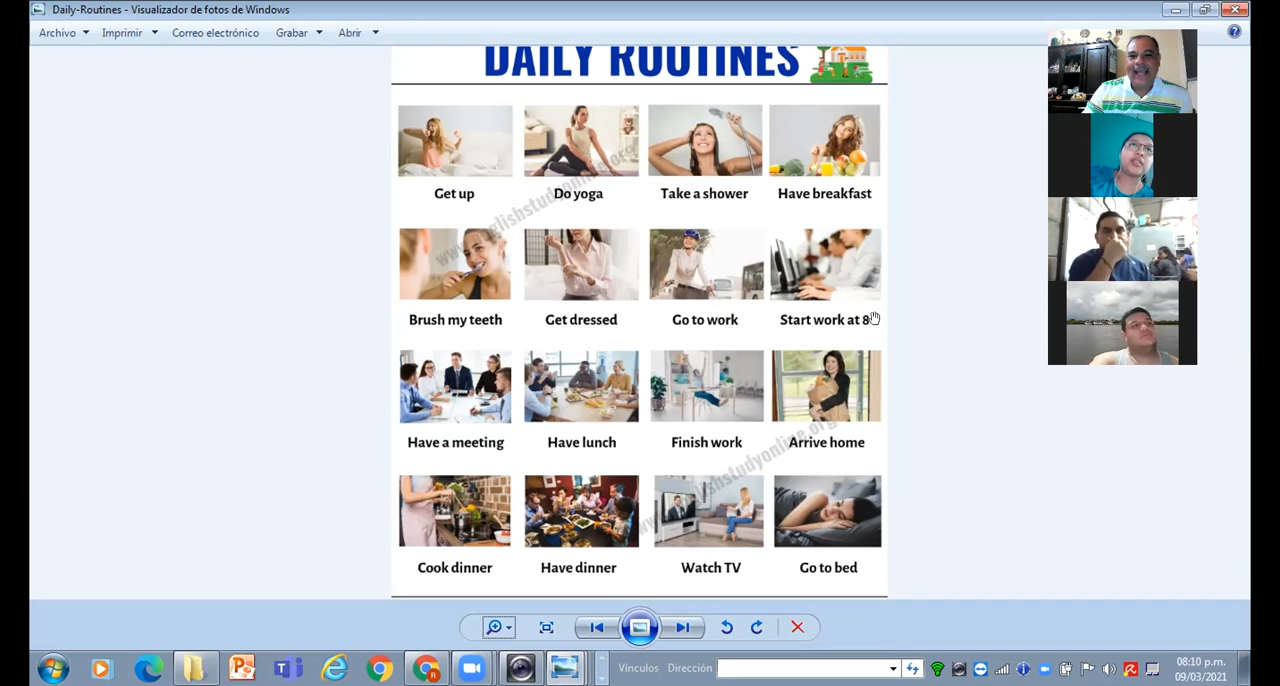 Daily-Routines - Visualizador de fotos de Windows
Archivo Imprimir Correo electrónico Grabar Abrir
DAILY ROUTINES
Get up Do yoga Take a shower Have breakfast
Brush my teeth Get dressed Go to work Start work at 8
Have a meeting Have lunch Finish work Arrive home
Cook dinner Have dinner Watch TV Go to bed
www.englishstudyonline.org
Vínculos Dirección
08:10 p.m.
09/03/2021